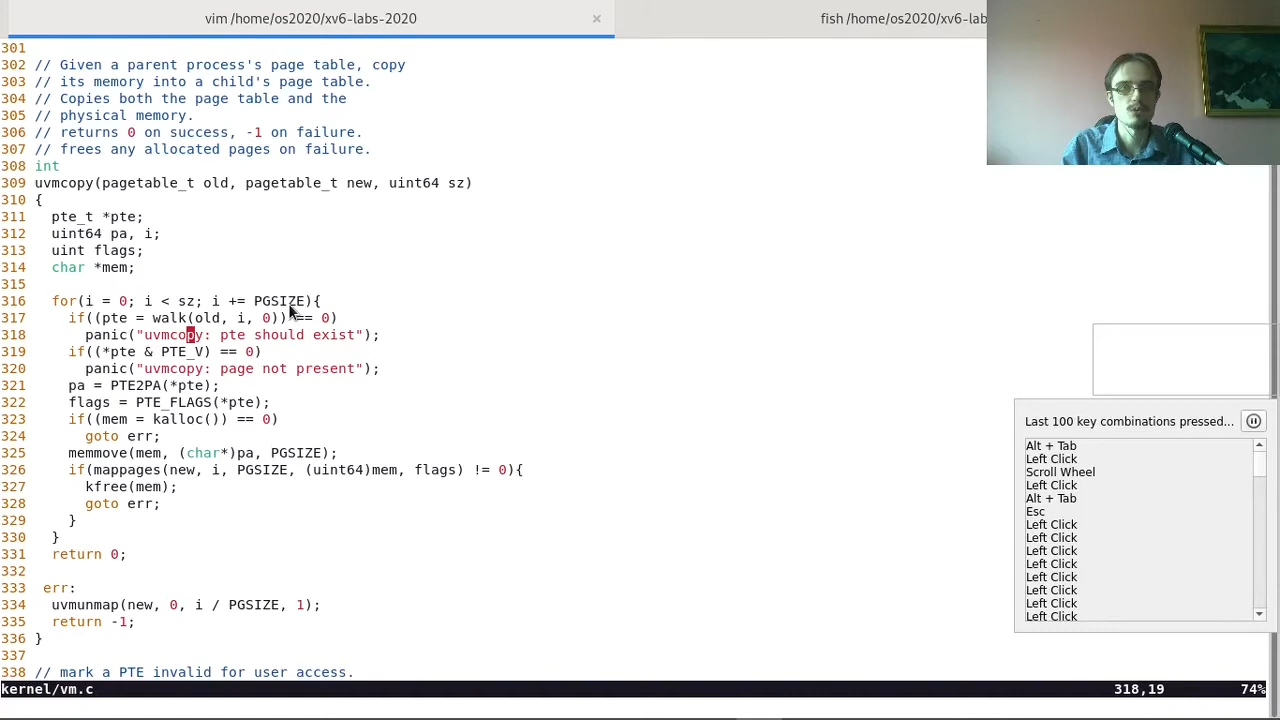 vim /home/os2020/xv6-labs-2020
fish /home/os2020/xv6-lab
301
302 // Given a parent process's page table, copy
303 // its memory into a child's page table.
304 // Copies both the page table and the
305 // physical memory.
306 // returns 0 on success, -1 on failure.
307 // frees any allocated pages on failure.
308 int
309 uvmcopy(pagetable_t old, pagetable_t new, uint64 sz)
310 {
311   pte_t *pte;
312   uint64 pa, i;
313   uint flags;
314   char *mem;
315
316   for(i = 0; i < sz; i += PGSIZE){
317     if((pte = walk(old, i, 0)) == 0)
318       panic("uvmcopy: pte should exist");
319     if((*pte & PTE_V) == 0)
320       panic("uvmcopy: page not present");
321     pa = PTE2PA(*pte);
322     flags = PTE_FLAGS(*pte);
323     if((mem = kalloc()) == 0)
324       goto err;
325     memmove(mem, (char*)pa, PGSIZE);
326     if(mappages(new, i, PGSIZE, (uint64)mem, flags) != 0){
327       kfree(mem);
328       goto err;
329     }
330   }
331   return 0;
332
333  err:
334   uvmunmap(new, 0, i / PGSIZE, 1);
335   return -1;
336 }
337
338 // mark a PTE invalid for user access.
kernel/vm.c 318,19 74%
Last 100 key combinations pressed...
Alt + Tab
Left Click
Scroll Wheel
Left Click
Alt + Tab
Esc
Left Click
Left Click
Left Click
Left Click
Left Click
Left Click
Left Click
Left Click